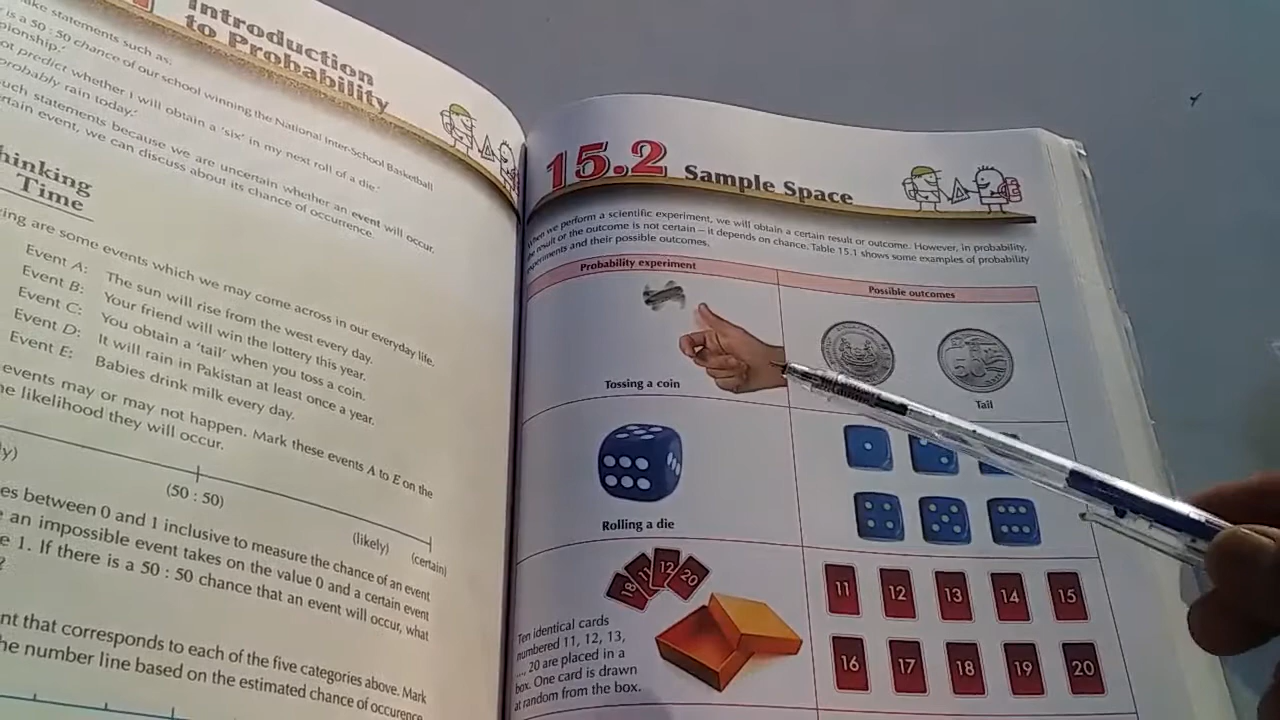 Introduction
to Probability
ke statements such as:
is a 50 : 50 chance of our school winning the National Inter-School Basketball
pionship.'
ot predict whether I will obtain a 'six' in my next roll of a die.'
probably rain today.'
uch statements because we are uncertain whether an event will occur.
rtain event, we can discuss about its chance of occurrence.
hinking
Time
ing are some events which we may come across in our everyday life.
Event A: The sun will rise from the west every day.
Event B: Your friend will win the lottery this year.
Event C: You obtain a 'tail' when you toss a coin.
Event D: It will rain in Pakistan at least once a year.
Event E: Babies drink milk every day.
events may or may not happen. Mark these events A to E on the
he likelihood they will occur.
y)
(50 : 50)
(likely)
(certain)
es between 0 and 1 inclusive to measure the chance of an event
an impossible event takes on the value 0 and a certain event
e 1. If there is a 50 : 50 chance that an event will occur, what
?
nt that corresponds to each of the five categories above. Mark
he number line based on the estimated chance of occurence
15.2 Sample Space
When we perform a scientific experiment, we will obtain a certain result or outcome. However, in probability,
the result or the outcome is not certain – it depends on chance. Table 15.1 shows some examples of probability
experiments and their possible outcomes.
Probability experiment
Possible outcomes
Tossing a coin
50
Tail
Rolling a die
18 11 12 20
Ten identical cards
numbered 11, 12, 13,
..., 20 are placed in a
box. One card is drawn
at random from the box.
11 12 13 14 15
16 17 18 19 20